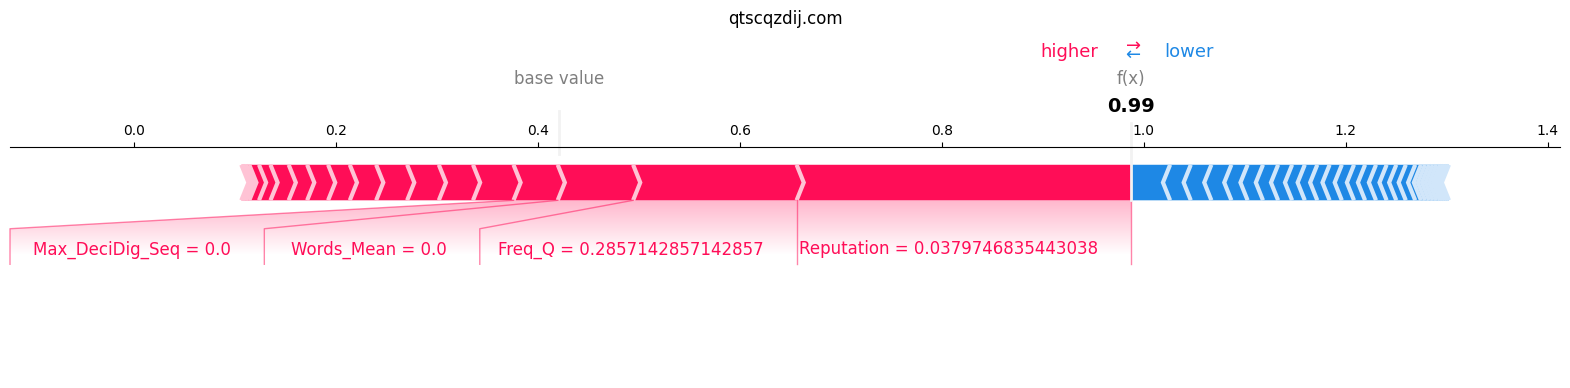 qtscqzdij.com
higher ⇄ lower
base value f(x)
0.99
0.0 0.2 0.4 0.6 0.8 1.0 1.2 1.4
Max_DeciDig_Seq = 0.0 Words_Mean = 0.0 Freq_Q = 0.2857142857142857 Reputation = 0.0379746835443038